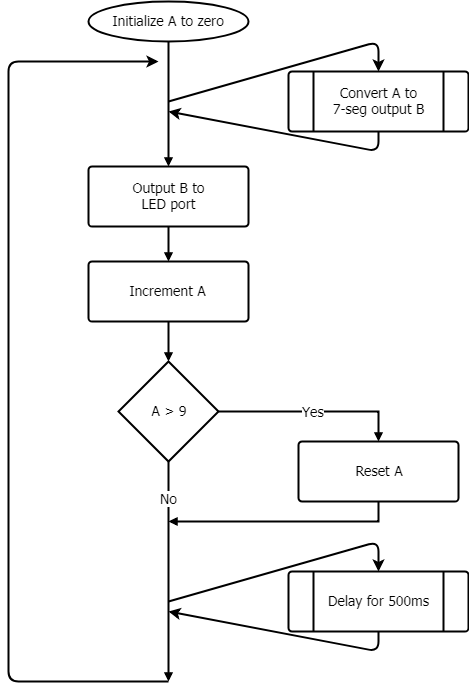 Initialize A to zero
Convert A to
7-seg output B
Output B to
LED port
Increment A
A > 9
Yes
Reset A
No
Delay for 500ms